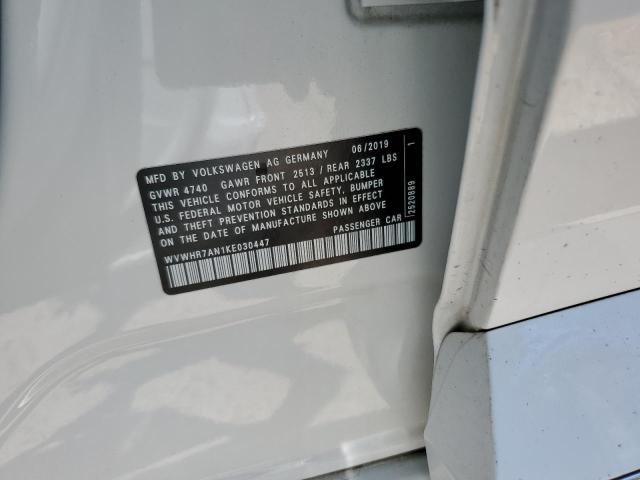 MFD BY VOLKSWAGEN AG GERMANY 06/2019
GVWR 4740 GAWR FRONT 2513 / REAR 2337 LBS
THIS VEHICLE CONFORMS TO ALL APPLICABLE
U.S. FEDERAL MOTOR VEHICLE SAFETY, BUMPER
AND THEFT PREVENTION STANDARDS IN EFFECT
ON THE DATE OF MANUFACTURE SHOWN ABOVE
WVWHR7AN1KE030447 PASSENGER CAR
2520889 1